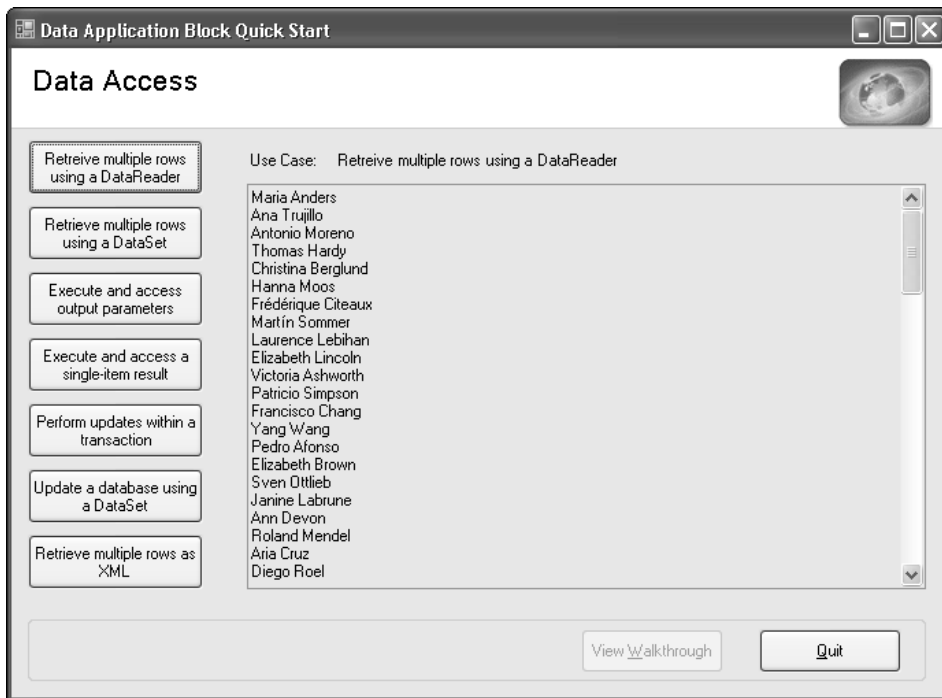 Data Application Block Quick Start
Data Access
Retreive multiple rows
using a DataReader
Retrieve multiple rows
using a DataSet
Execute and access
output parameters
Execute and access a
single-item result
Perform updates within a
transaction
Update a database using
a DataSet
Retrieve multiple rows as
XML
Use Case: Retreive multiple rows using a DataReader
Maria Anders
Ana Trujillo
Antonio Moreno
Thomas Hardy
Christina Berglund
Hanna Moos
Frédérique Citeaux
Martín Sommer
Laurence Lebihan
Elizabeth Lincoln
Victoria Ashworth
Patricio Simpson
Francisco Chang
Yang Wang
Pedro Afonso
Elizabeth Brown
Sven Ottlieb
Janine Labrune
Ann Devon
Roland Mendel
Aria Cruz
Diego Roel
View Walkthrough
Quit